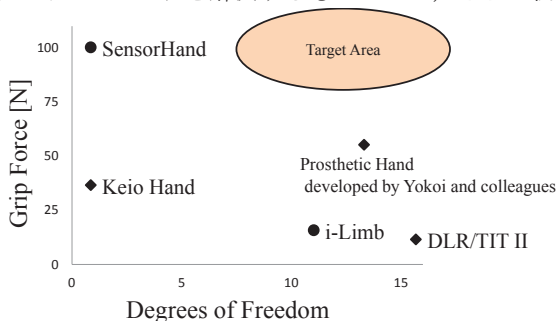 100
SensorHand
Target Area
75
Grip Force [N]
50
Prosthetic Hand
developed by Yokoi and colleagues
Keio Hand
25
i-Limb
DLR/TIT II
0
0 5 10 15
Degrees of Freedom